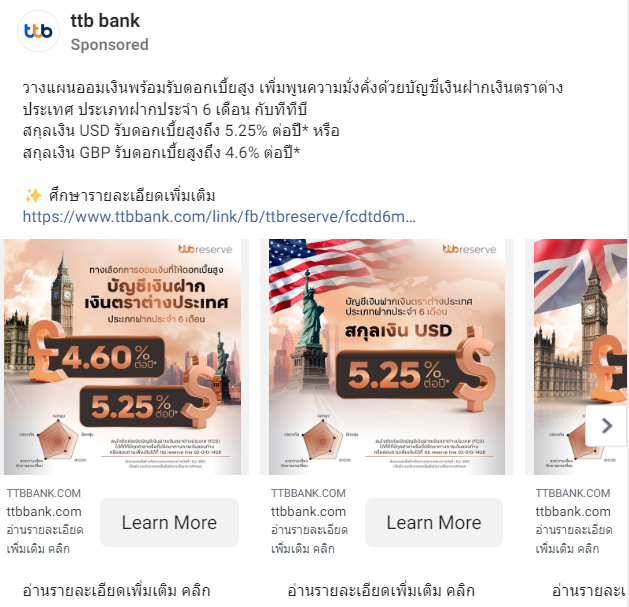 ttb bank
Sponsored
วางแผนออมเงินพร้อมรับดอกเบี้ยสูง เพิ่มพูนความมั่งคั่งด้วยบัญชีเงินฝากเงินตราต่าง
ประเทศ ประเภทฝากประจำ 6 เดือน กับทีทีบี
สกุลเงิน USD รับดอกเบี้ยสูงถึง 5.25% ต่อปี* หรือ
สกุลเงิน GBP รับดอกเบี้ยสูงถึง 4.6% ต่อปี*
✨ ศึกษารายละเอียดเพิ่มเติม
https://www.ttbbank.com/link/fb/ttbreserve/fcdtd6m...
ttb reserve
ทางเลือกการออมเงินที่ให้ดอกเบี้ยสูง
บัญชีเงินฝาก
เงินตราต่างประเทศ
ประเภทฝากประจำ 6 เดือน
£4.60% ต่อปี*
5.25% ต่อปี* $
ttb reserve
บัญชีเงินฝากเงินตราต่างประเทศ
ประเภทฝากประจำ 6 เดือน
สกุลเงิน USD
5.25% ต่อปี* $
TTBBANK.COM
ttbbank.com
อ่านรายละเอียด
เพิ่มเติม คลิก
Learn More
TTBBANK.COM
ttbbank.com
อ่านรายละเอียด
เพิ่มเติม คลิก
Learn More
TTBBANK.COM
ttbbank.com
อ่านรายละเอียด
เพิ่มเติม คลิก
อ่านรายละเอียดเพิ่มเติม คลิก
อ่านรายละเอียดเพิ่มเติม คลิก
อ่านรายละเ